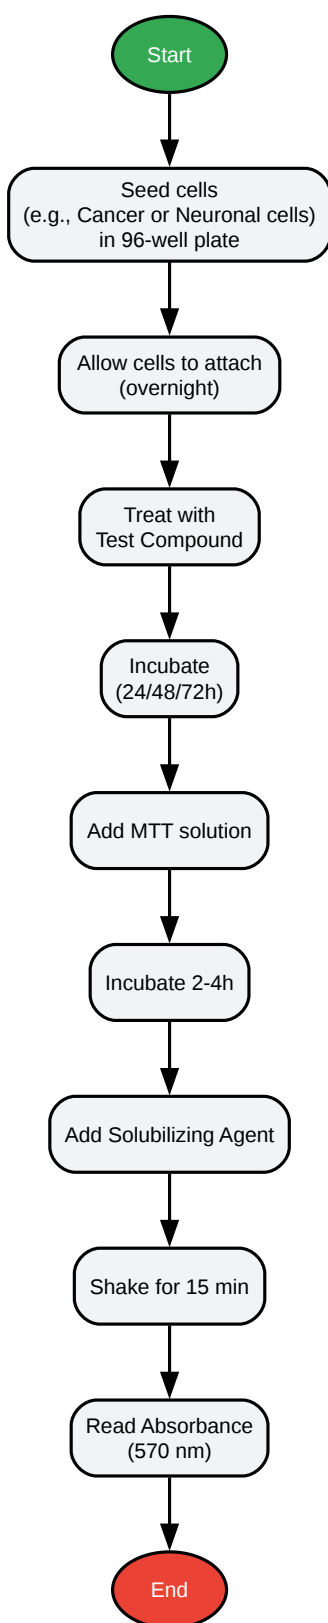 Start
Seed cells
(e.g., Cancer or Neuronal cells)
in 96-well plate
Allow cells to attach
(overnight)
Treat with
Test Compound
Incubate
(24/48/72h)
Add MTT solution
Incubate 2-4h
Add Solubilizing Agent
Shake for 15 min
Read Absorbance
(570 nm)
End